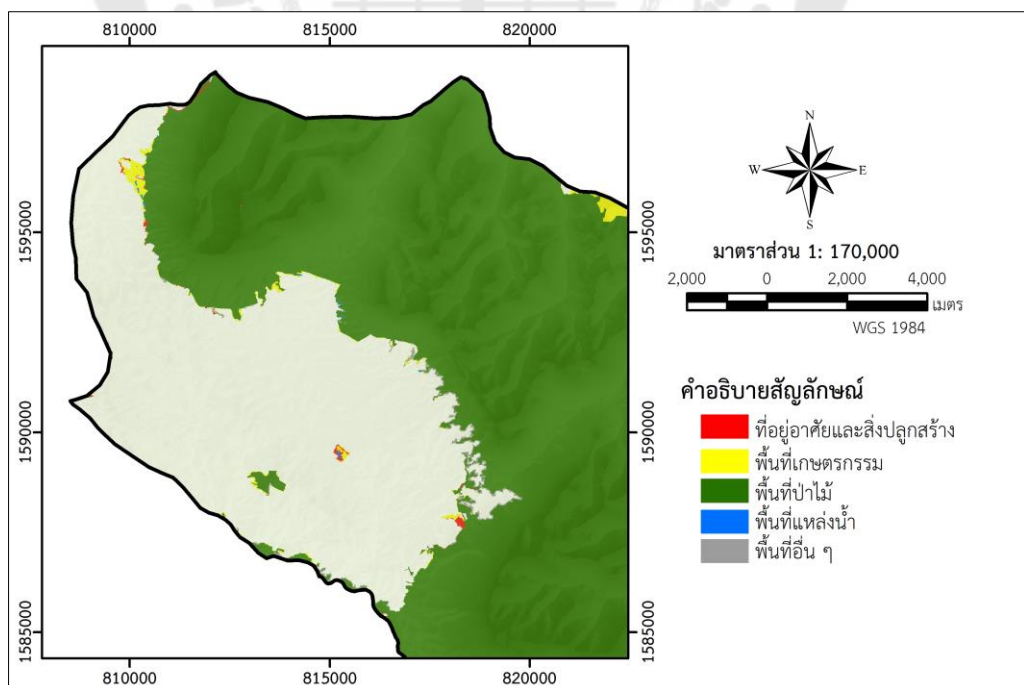 810000 815000 820000
1595000 1595000
1590000 1590000
1585000 1585000
810000 815000 820000
N
W E
S
มาตราส่วน 1: 170,000
2,000 0 2,000 4,000
เมตร
WGS 1984
คำอธิบายสัญลักษณ์
ที่อยู่อาศัยและสิ่งปลูกสร้าง
พื้นที่เกษตรกรรม
พื้นที่ป่าไม้
พื้นที่แหล่งน้ำ
พื้นที่อื่น ๆ